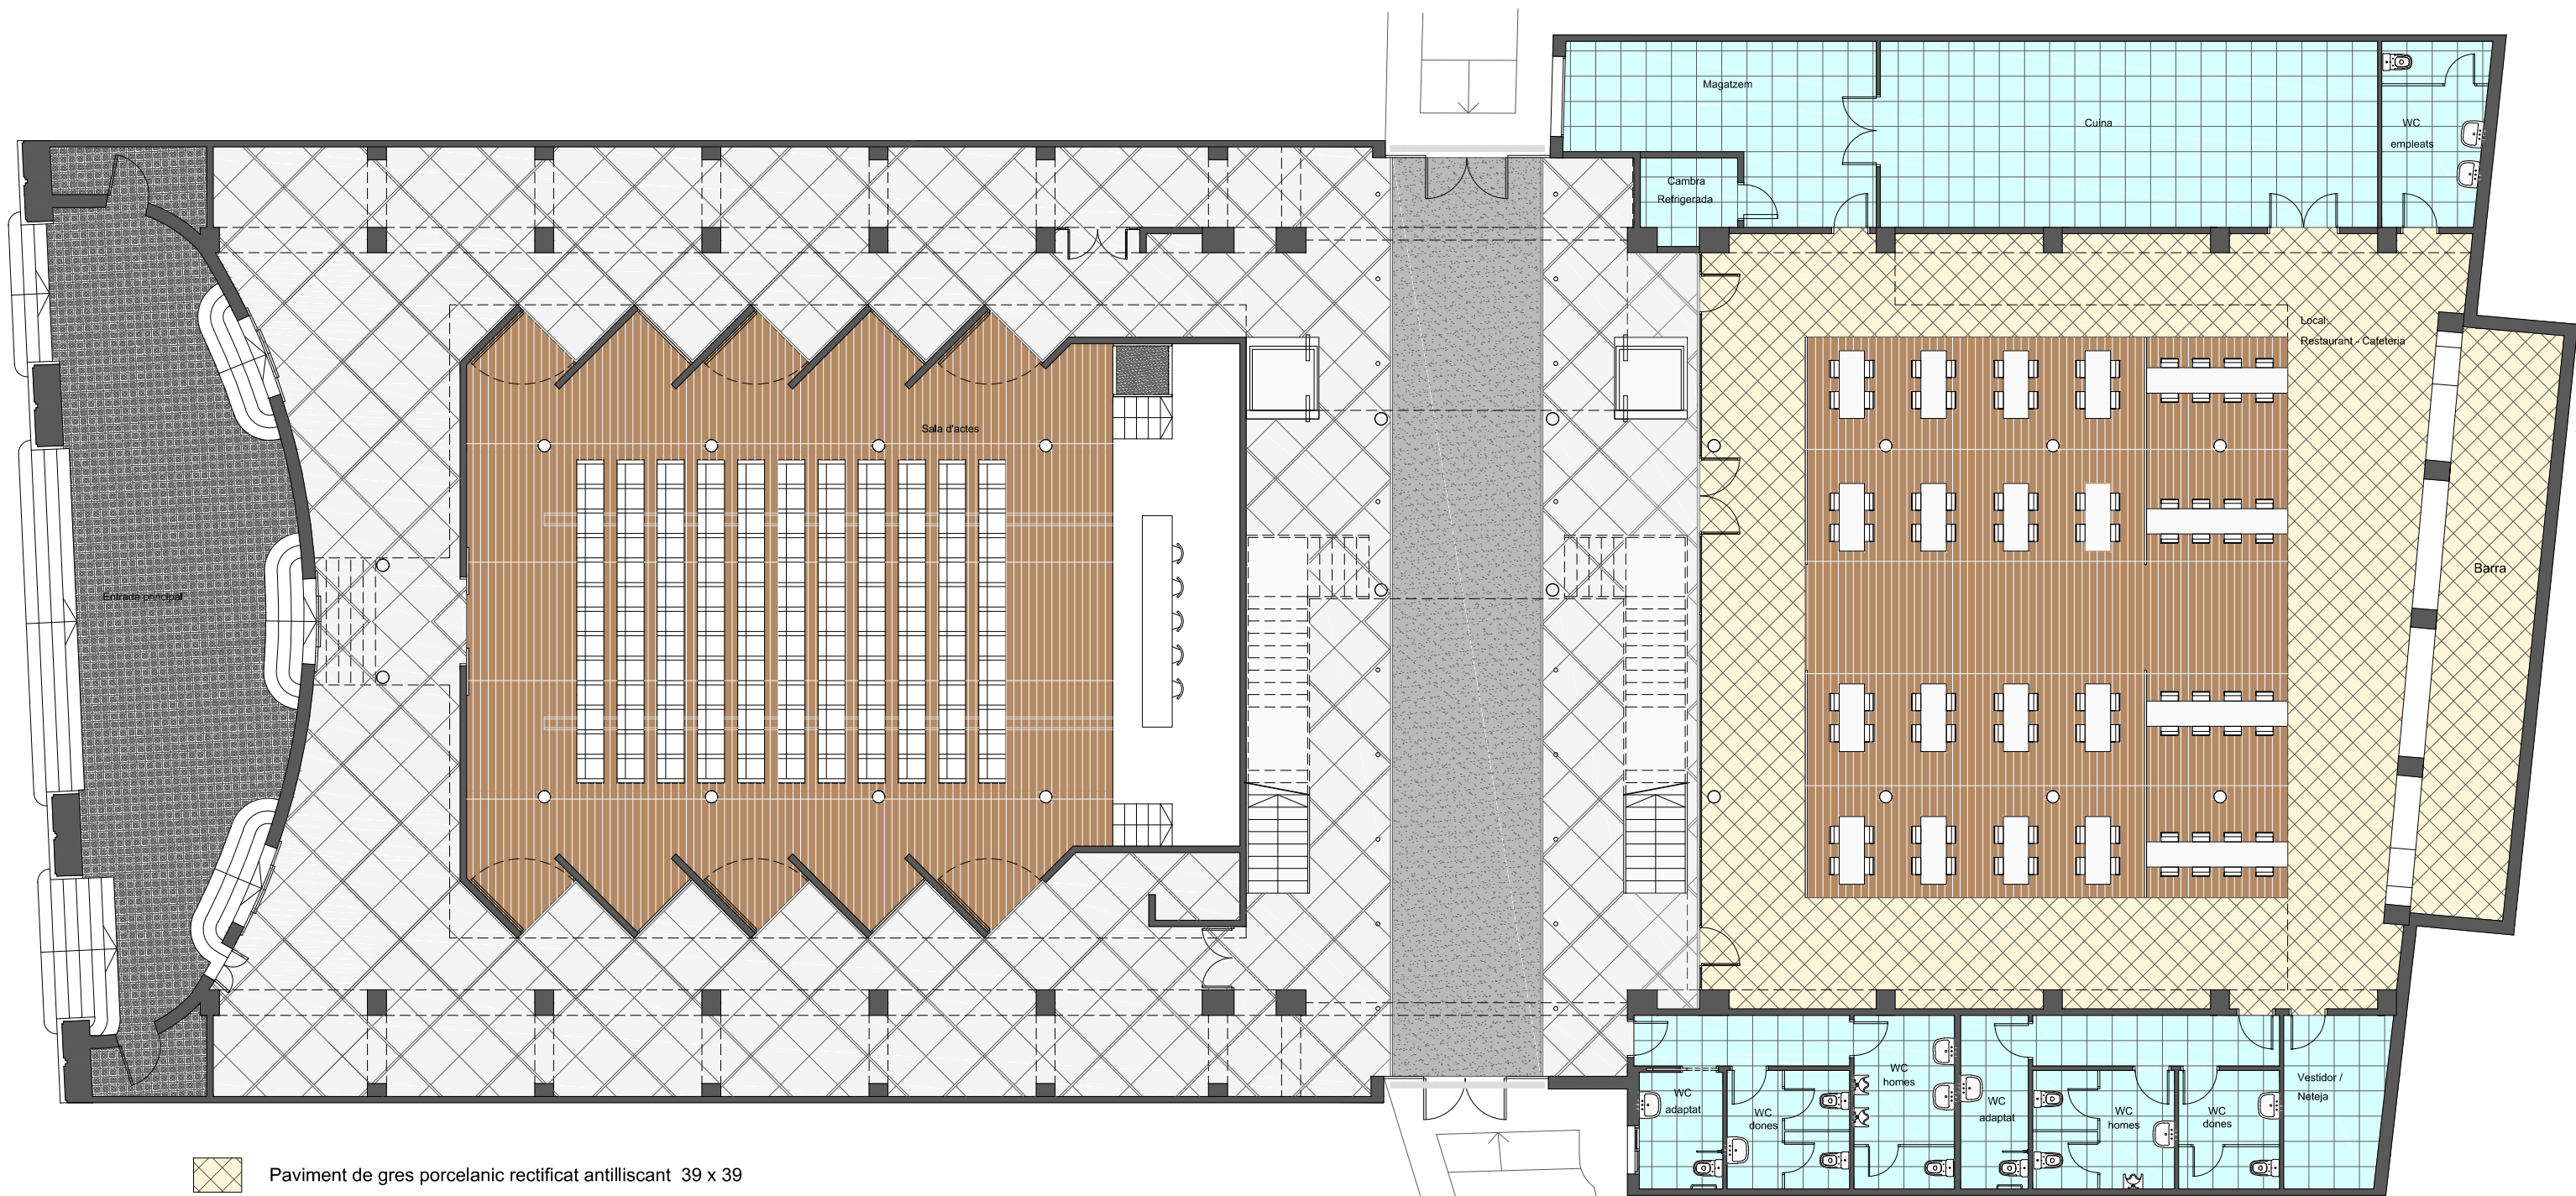 Magatzem
Cuina
WC
empleats
Cambra
Refrigerada
Local:
Restaurant - Cafeteria
Sala d'actes
Entrada principal
Barra
WC
adaptat
WC
dones
WC
homes
WC
adaptat
WC
homes
WC
dones
Vestidor /
Neteja
Paviment de gres porcelanic rectificat antilliscant 39 x 39